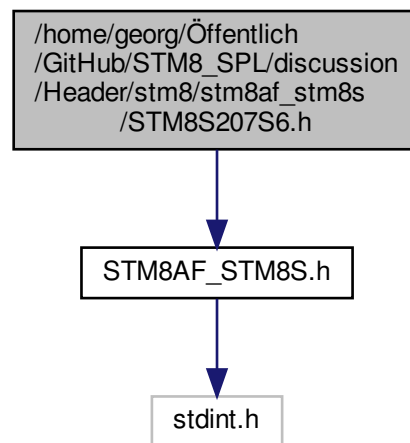 /home/georg/Öffentlich
/GitHub/STM8_SPL/discussion
/Header/stm8/stm8af_stm8s
/STM8S207S6.h
STM8AF_STM8S.h
stdint.h